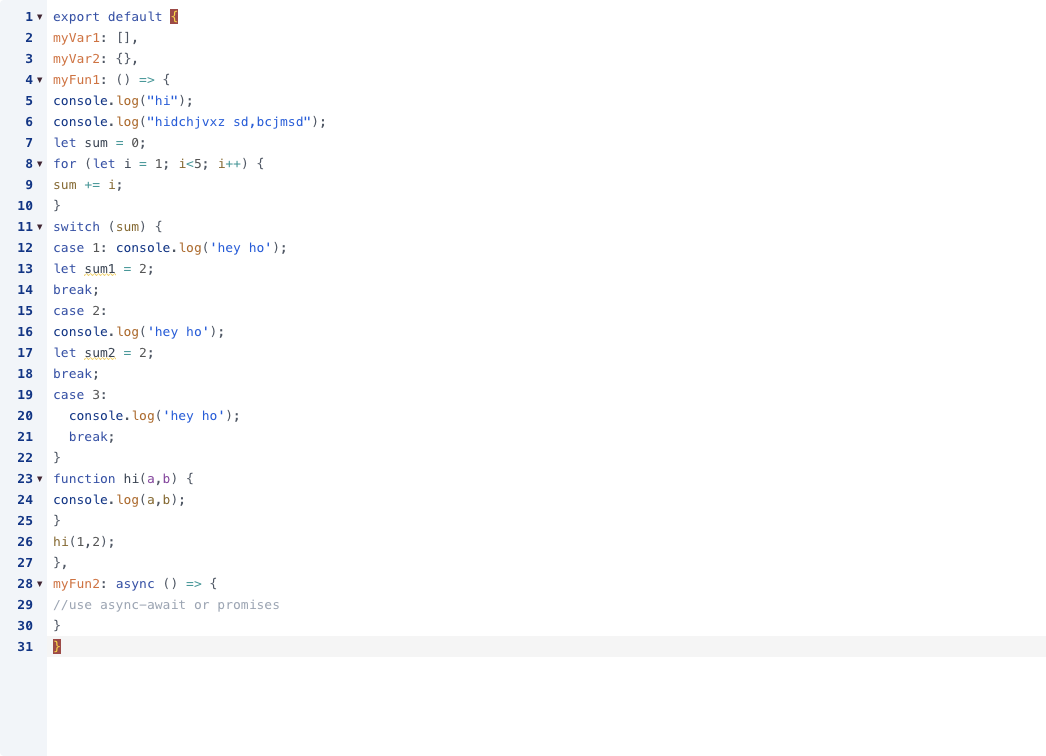 1 export default {
2 myVar1: [],
3 myVar2: {},
4 myFun1: () => {
5 console.log("hi");
6 console.log("hidchjvxz sd,bcjmsd");
7 let sum = 0;
8 for (let i = 1; i<5; i++) {
9 sum += i;
10 }
11 switch (sum) {
12 case 1: console.log('hey ho');
13 let sum1 = 2;
14 break;
15 case 2:
16 console.log('hey ho');
17 let sum2 = 2;
18 break;
19 case 3:
20   console.log('hey ho');
21   break;
22 }
23 function hi(a,b) {
24 console.log(a,b);
25 }
26 hi(1,2);
27 },
28 myFun2: async () => {
29 //use async-await or promises
30 }
31 }